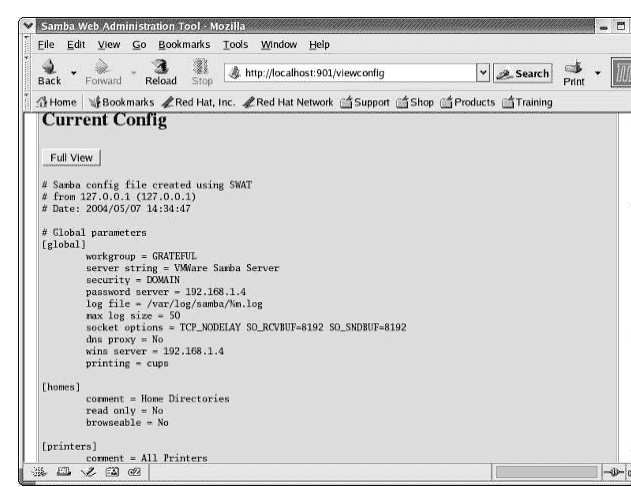 Samba Web Administration Tool - Mozilla
File Edit View Go Bookmarks Tools Window Help
Back Forward Reload Stop http://localhost:901/viewconfig Search Print
Home Bookmarks Red Hat, Inc. Red Hat Network Support Shop Products Training
Current Config
Full View
# Samba config file created using SWAT
# from 127.0.0.1 (127.0.0.1)
# Date: 2004/05/07 14:34:47
# Global parameters
[global]
workgroup = GRATEFUL
server string = VMWare Samba Server
security = DOMAIN
password server = 192.168.1.4
log file = /var/log/samba/%m.log
max log size = 50
socket options = TCP_NODELAY SO_RCVBUF=8192 SO_SNDBUF=8192
dns proxy = No
wins server = 192.168.1.4
printing = cups
[homes]
comment = Home Directories
read only = No
browseable = No
[printers]
comment = All Printers